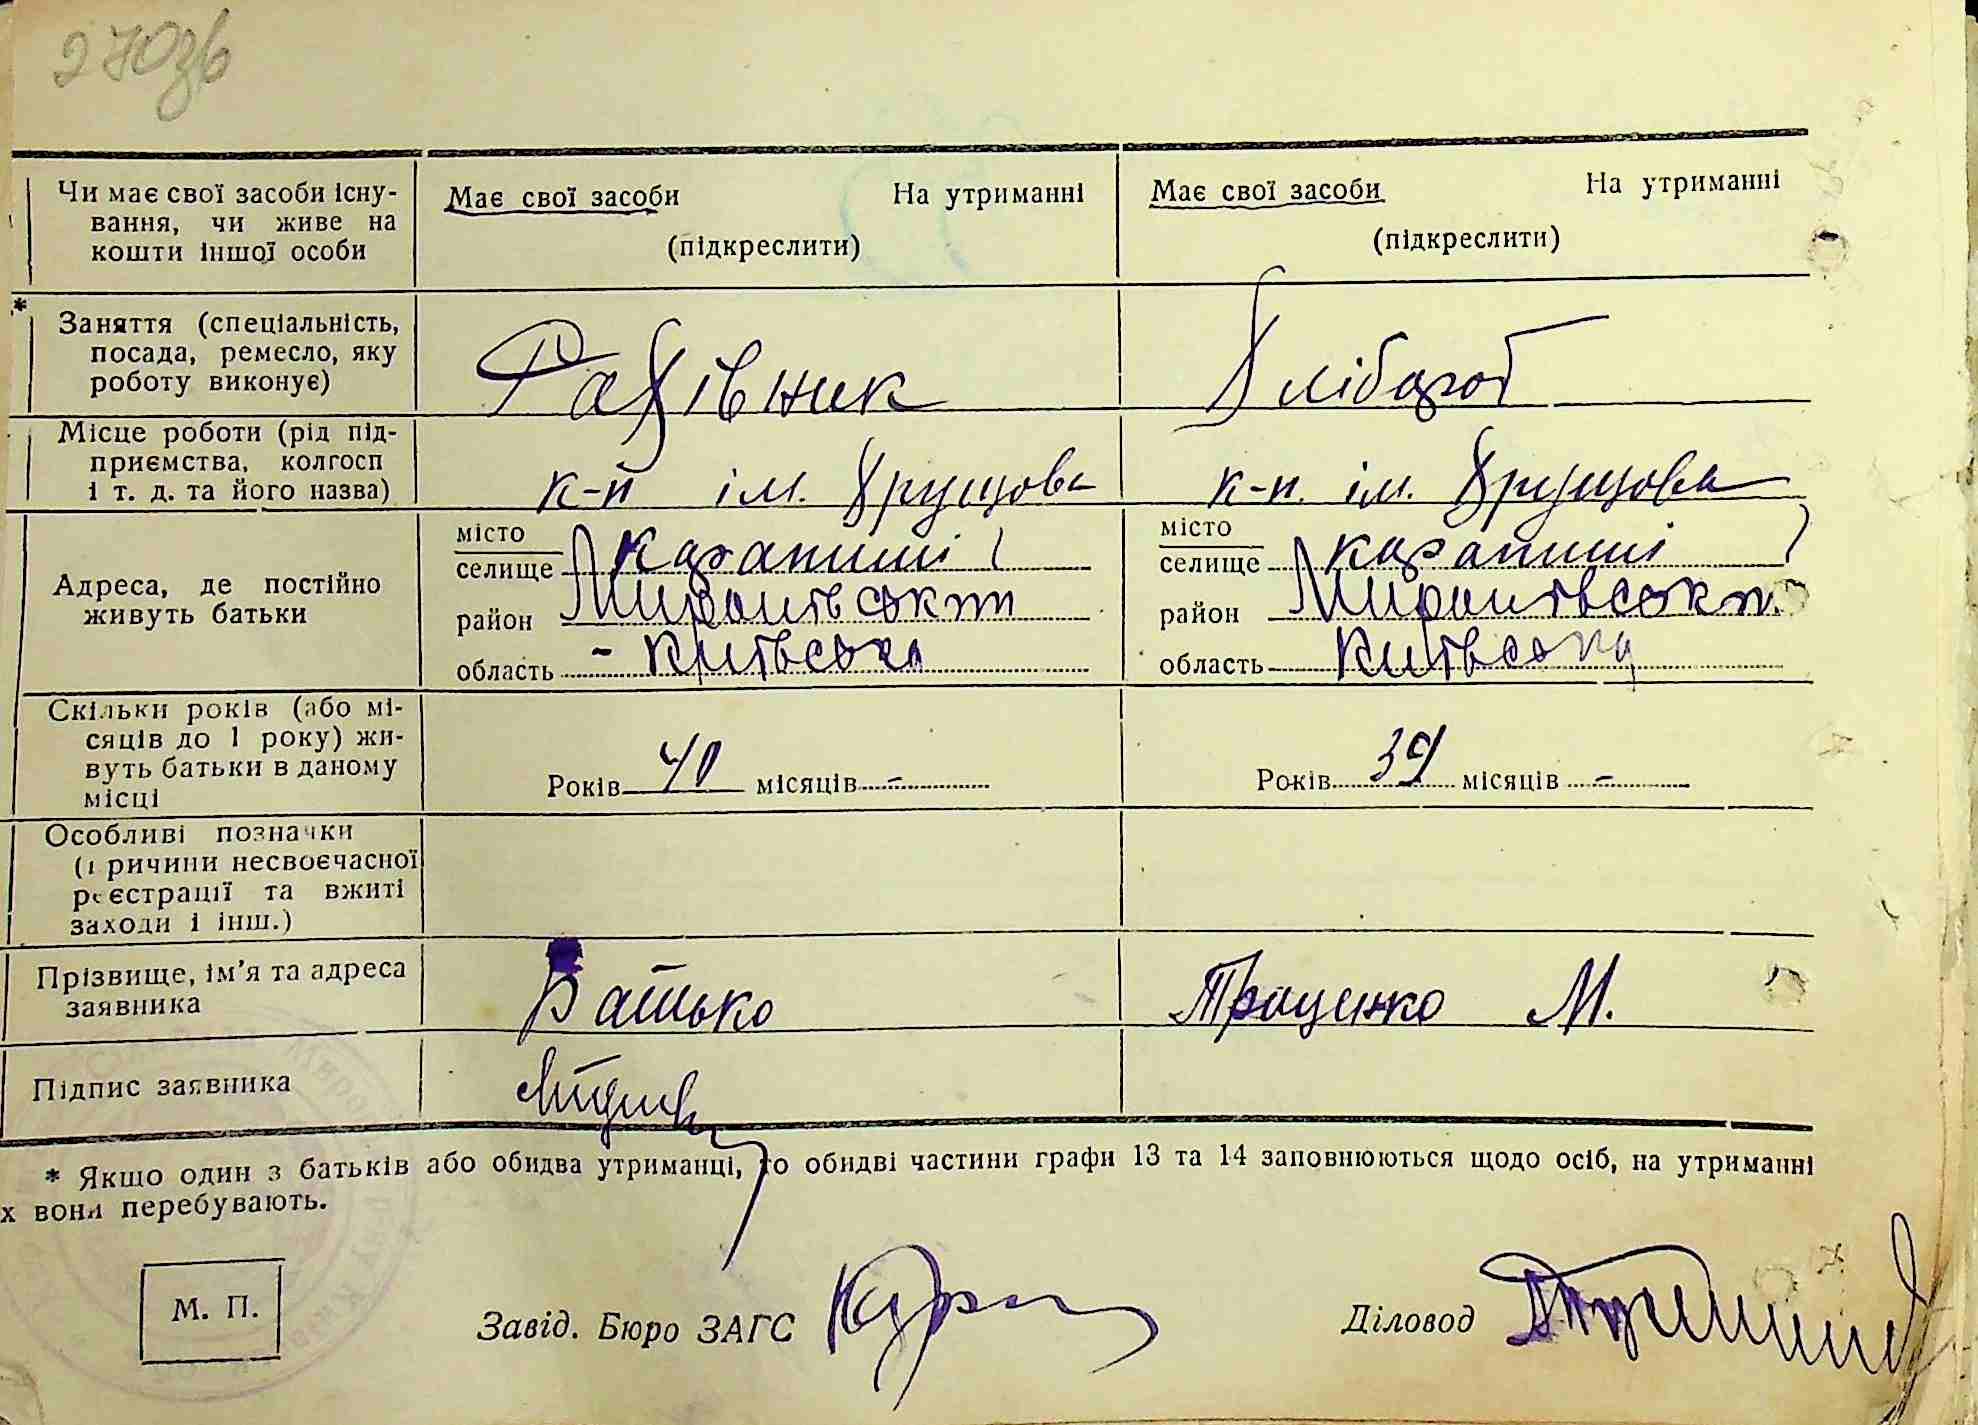 270зв
Чи має свої засоби існу-
вання, чи живе на
кошти іншої особи
Має свої засоби На утриманні
(підкреслити)
Має свої засоби На утриманні
(підкреслити)
* Заняття (спеціальність,
посада, ремесло, яку
роботу виконує)
Рахівник
Хлібороб
Місце роботи (рід під-
приємства, колгосп
і т. д. та його назва)
к-п ім. Хрущова
к-п. ім. Хрущова
Адреса, де постійно
живуть батьки
місто
селище Карапиші
район Миронівський
область - Київська
місто
селище Карапиші
район Миронівський
область Київська
Скільки років (або мі-
сяців до 1 року) жи-
вуть батьки в даному
місці
Років 40 місяців -
Років 39 місяців -
Особливі позначки
(причини несвоєчасної
реєстрації та вжиті
заходи і інш.)
Прізвище, ім'я та адреса
заявника
Батько
Троценко М.
Підпис заявника
* Якщо один з батьків або обидва утриманці, то обидві частини графи 13 та 14 заповнюються щодо осіб, на утриманні
х вони перебувають.
М. П.
Завід. Бюро ЗАГС
Діловод